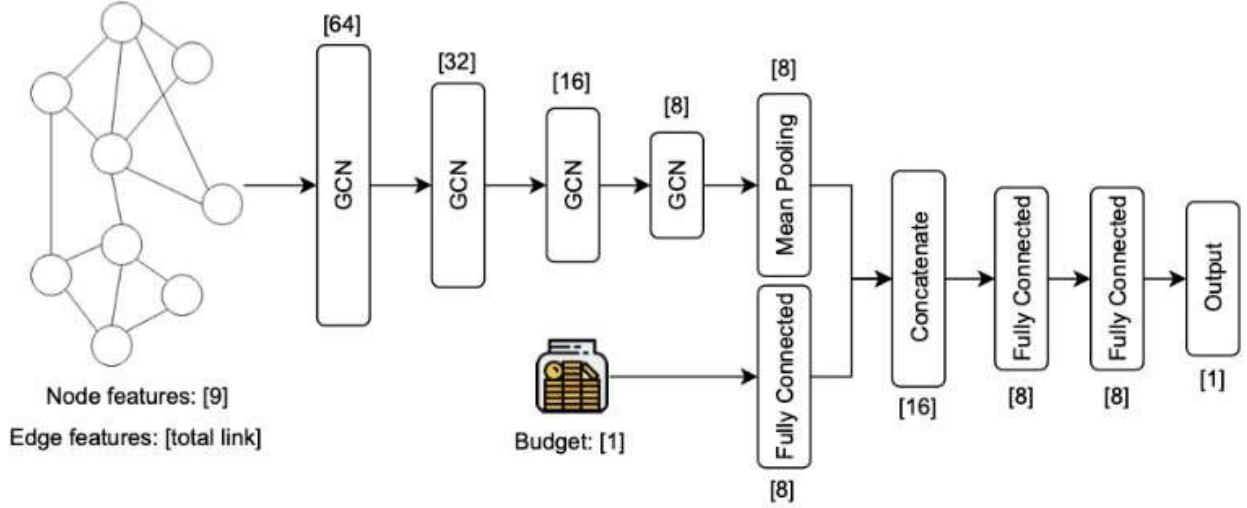 [64]
GCN
[32]
GCN
[16]
GCN
[8]
GCN
[8]
Mean Pooling
Node features: [9]
Edge features: [total link]
Budget: [1]
Fully Connected
[8]
Concatenate
[16]
Fully Connected
[8]
Fully Connected
[8]
Output
[1]